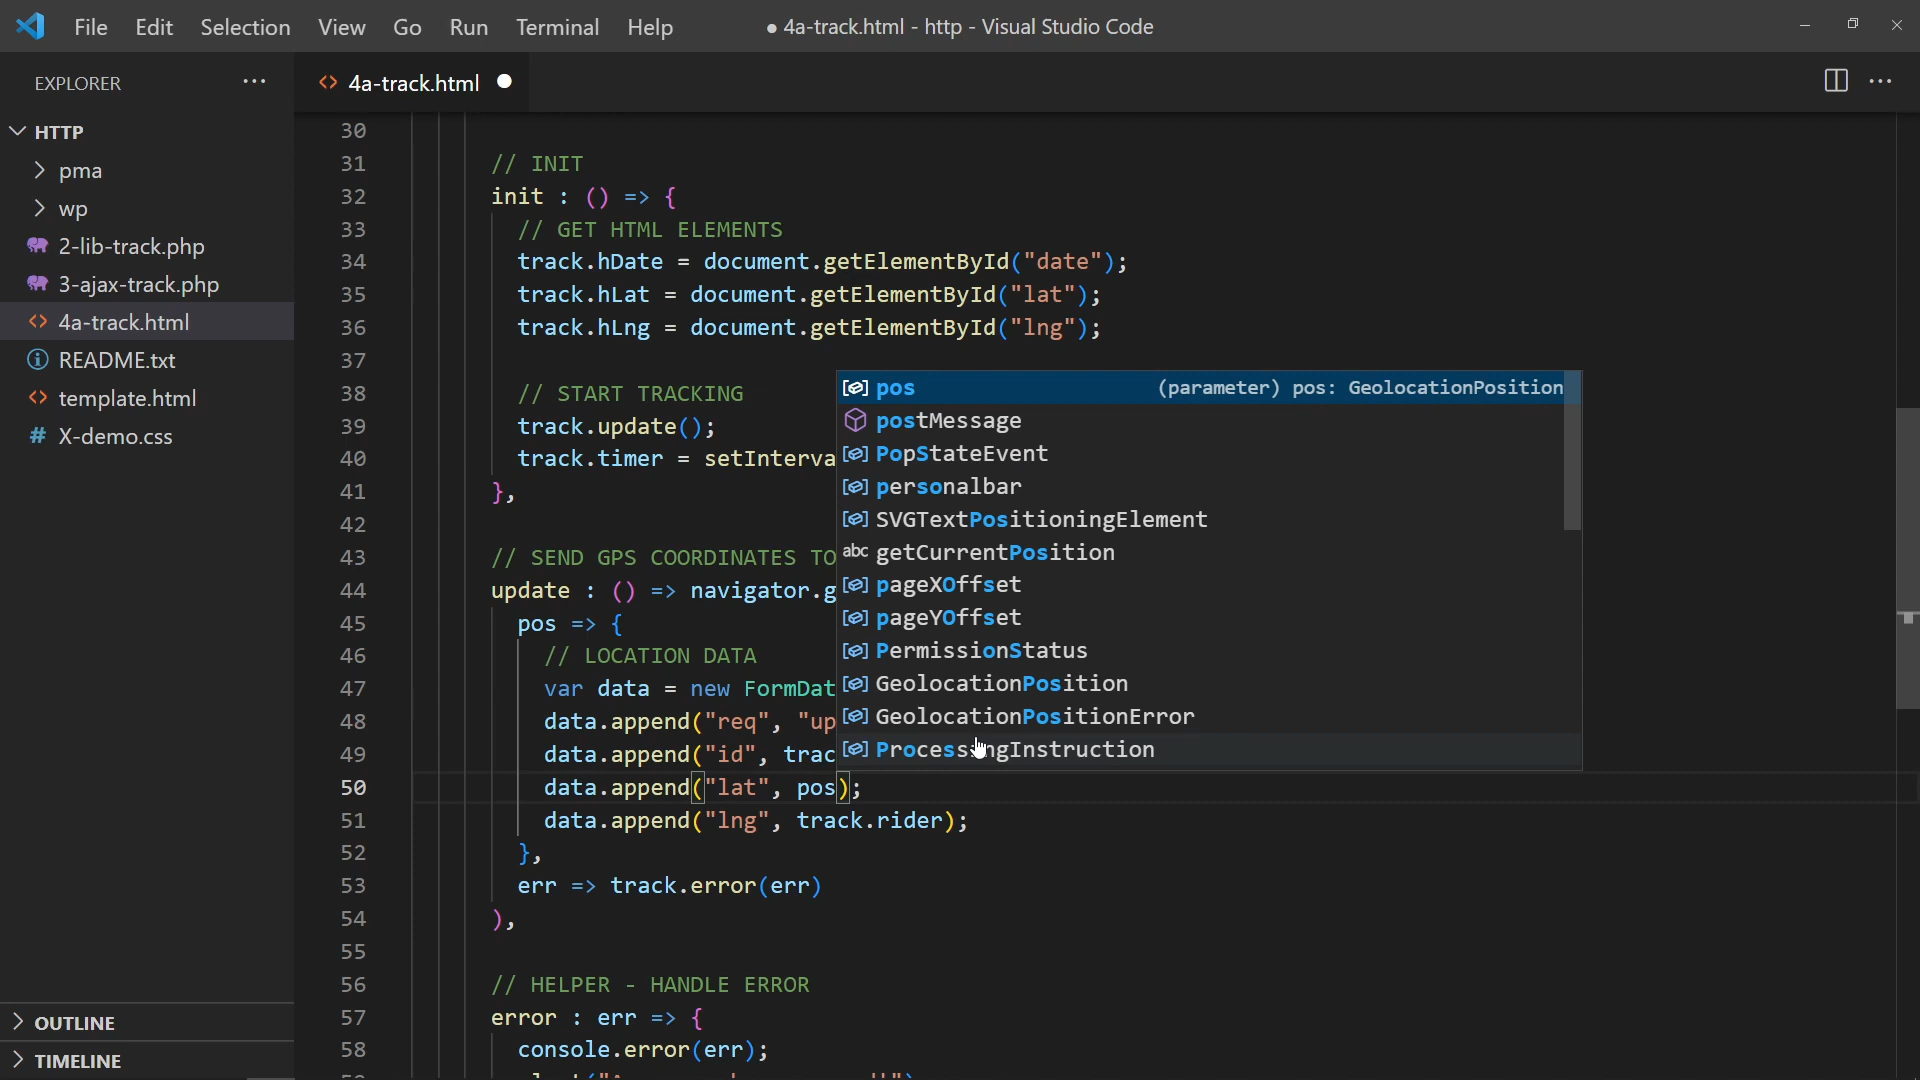 File Edit Selection View Go Run Terminal Help ● 4a-track.html - http - Visual Studio Code
EXPLORER ···
HTTP
pma
wp
2-lib-track.php
3-ajax-track.php
4a-track.html
README.txt
template.html
# X-demo.css
OUTLINE
TIMELINE
4a-track.html ●
30
31 // INIT
32 init : () => {
33 // GET HTML ELEMENTS
34 track.hDate = document.getElementById("date");
35 track.hLat = document.getElementById("lat");
36 track.hLng = document.getElementById("lng");
37
38 // START TRACKING
39 track.update();
40 track.timer = setInterva
41 },
42
43 // SEND GPS COORDINATES TO
44 update : () => navigator.g
45 pos => {
46 // LOCATION DATA
47 var data = new FormDat
48 data.append("req", "up
49 data.append("id", trac
50 data.append("lat", pos);
51 data.append("lng", track.rider);
52 },
53 err => track.error(err)
54 ),
55
56 // HELPER - HANDLE ERROR
57 error : err => {
58 console.error(err);
pos (parameter) pos: GeolocationPosition
postMessage
PopStateEvent
personalbar
SVGTextPositioningElement
abc getCurrentPosition
pageXOffset
pageYOffset
PermissionStatus
GeolocationPosition
GeolocationPositionError
ProcessingInstruction